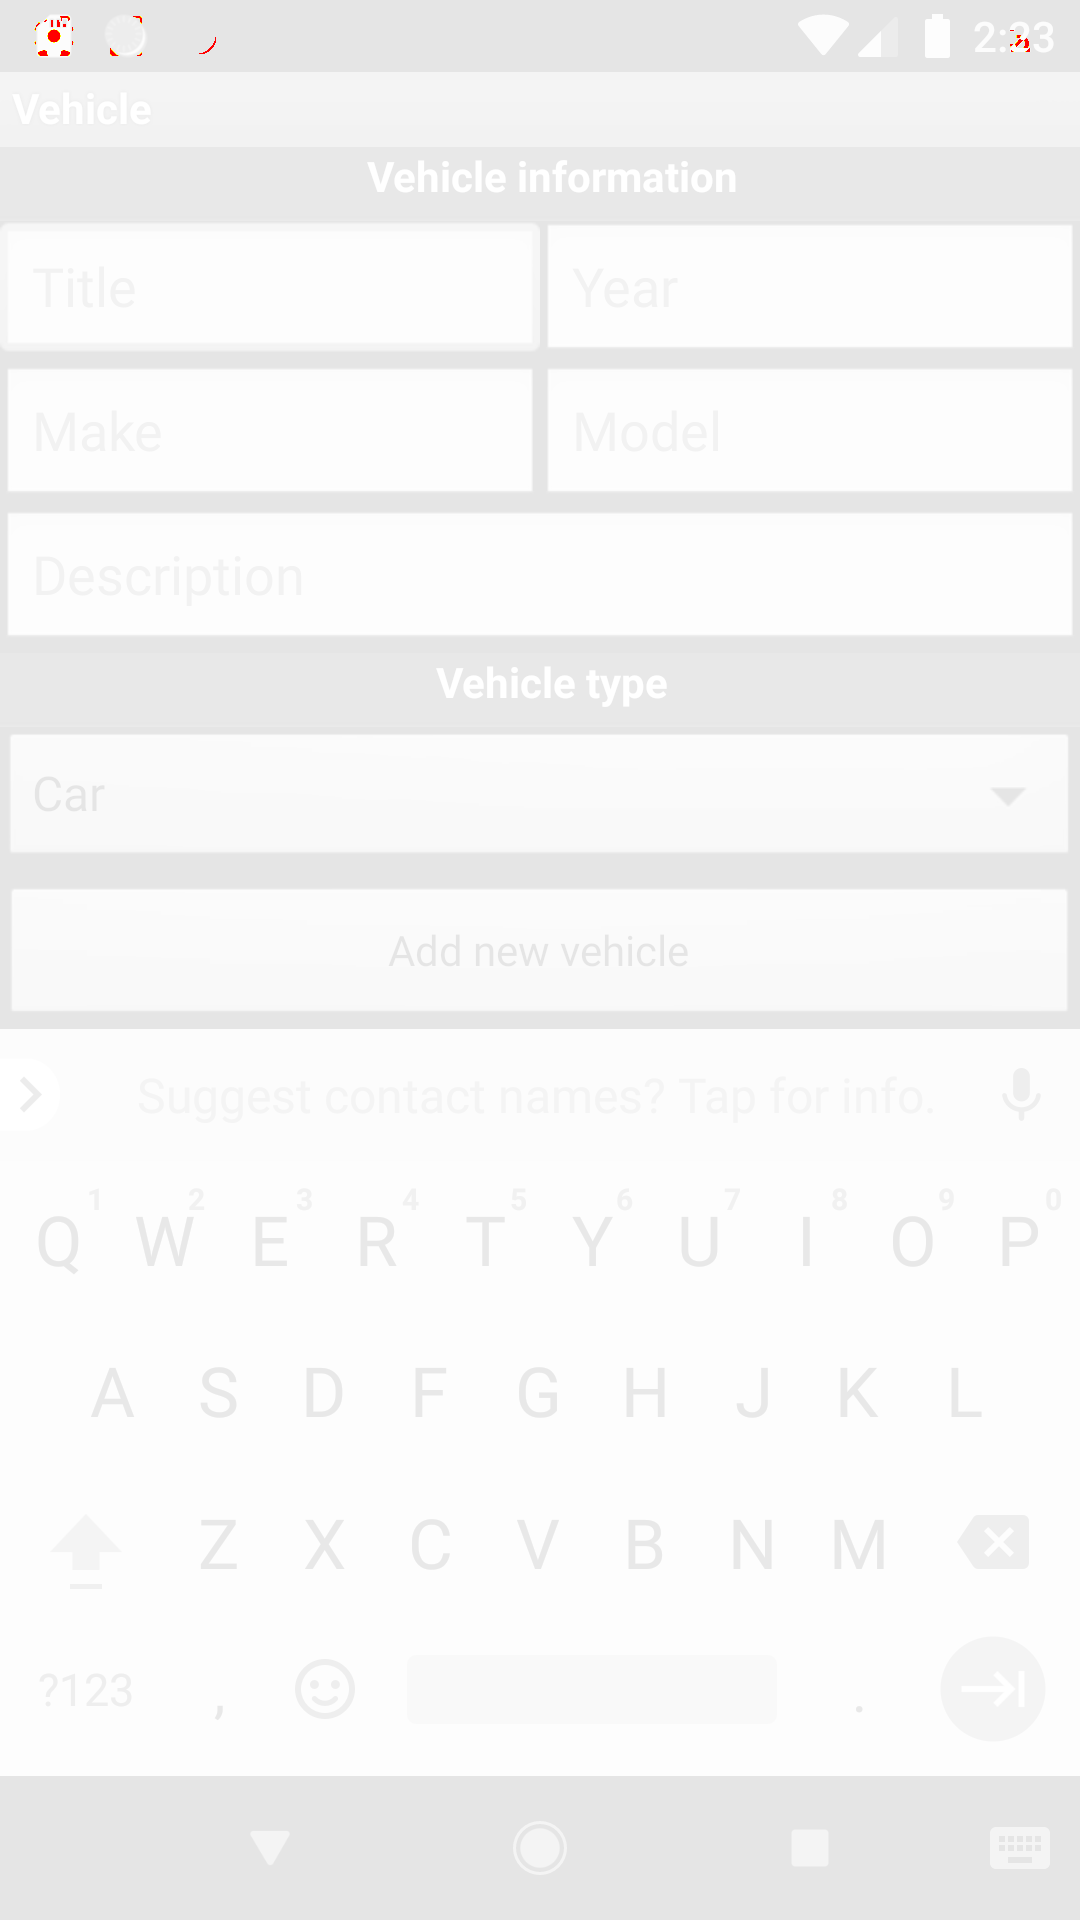 2:33
Vehicle
Vehicle information
Title Year
Make Model
Description
Vehicle type
Car
Add new vehicle
Suggest contact names? Tap for info.
1 2 3 4 5 6 7 8 9 0
Q W E R T Y U I O P
A S D F G H J K L
Z X C V B N M
?123 , .